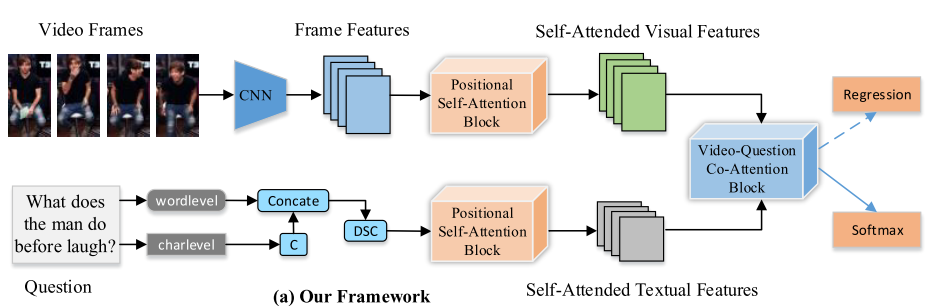 Video Frames
Frame Features
Self-Attended Visual Features
CNN
Positional
Self-Attention
Block
Regression
Video-Question
Co-Attention
Block
What does
the man do
before laugh?
wordlevel
Concate
charlevel
C
DSC
Positional
Self-Attention
Block
Softmax
Question
(a) Our Framework
Self-Attended Textual Features